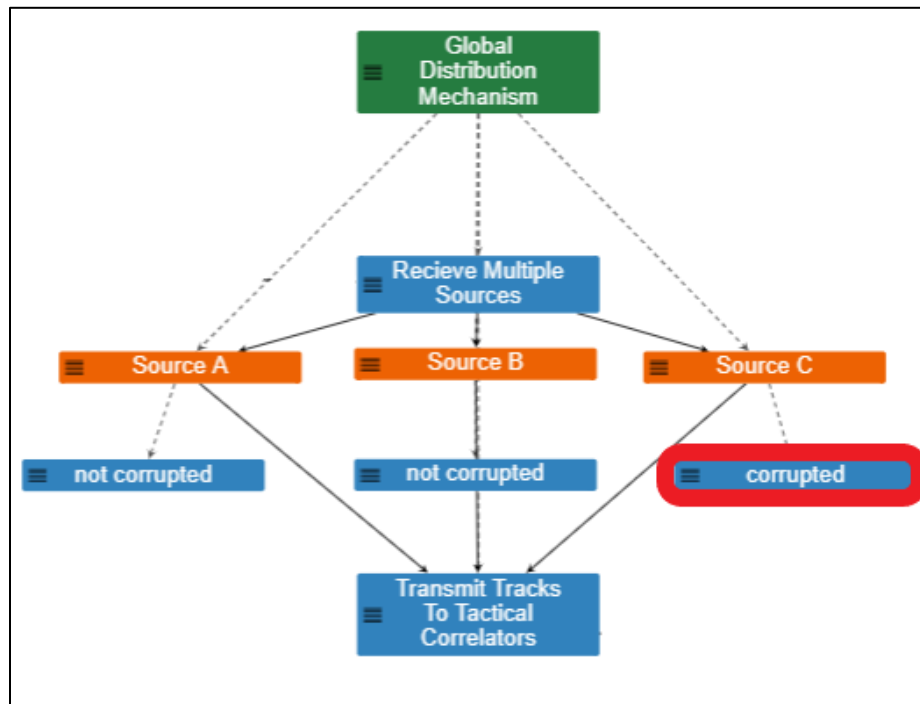 Global
Distribution
Mechanism
Recieve Multiple
Sources
Source A
Source B
Source C
not corrupted
not corrupted
corrupted
Transmit Tracks
To Tactical
Correlators